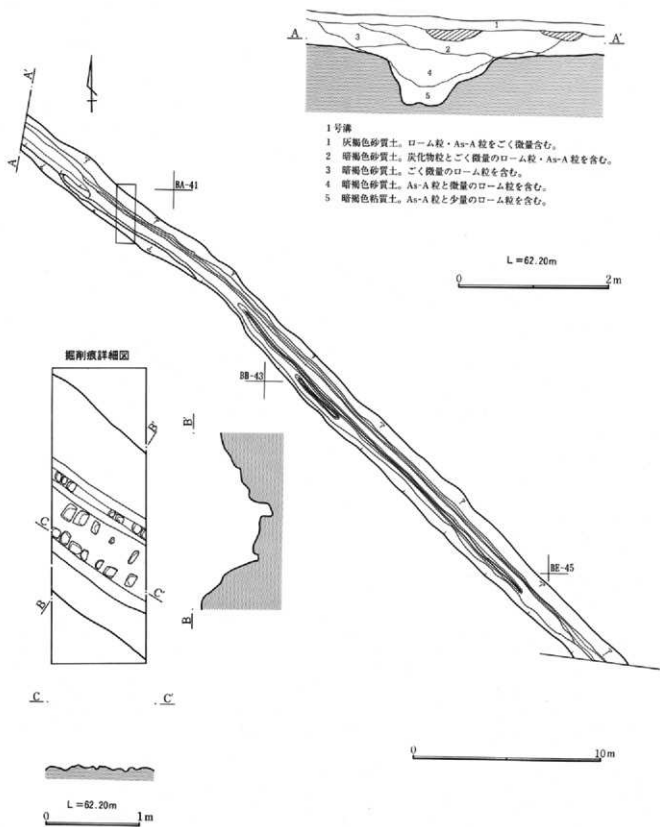 A
A'
1
2
3
4
5
1号溝
1 灰褐色砂質土。ローム粒・As-A粒をごく微量含む。
2 暗褐色砂質土。炭化物粒とごく微量のローム粒・As-A粒を含む。
3 暗褐色砂質土。ごく微量のローム粒を含む。
4 暗褐色砂質土。As-A粒と微量のローム粒を含む。
5 暗褐色粘質土。As-A粒と少量のローム粒を含む。
L=62.20m
0 2m
A'
A
BA-41
BB-43
BE-45
掘削痕詳細図
B'
C
C'
B
B'
B
C C'
L=62.20m
0 1m
0 10m